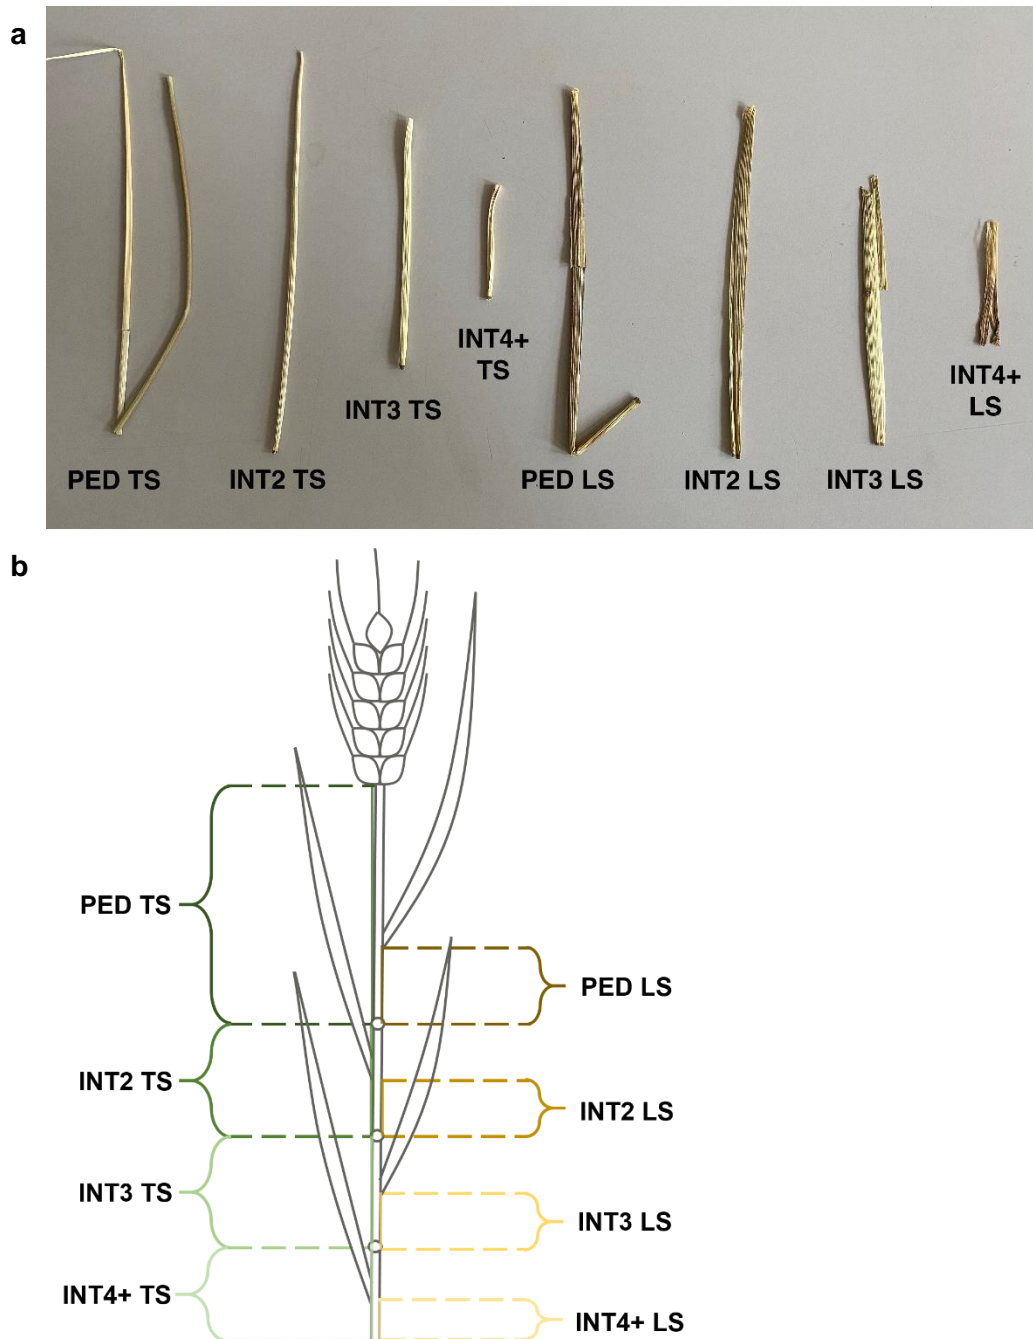 a
INT4+
TS
INT4+
LS
INT3 TS
PED TS
INT2 TS
PED LS
INT2 LS
INT3 LS
b
PED TS
PED LS
INT2 TS
INT2 LS
INT3 TS
INT3 LS
INT4+ TS
INT4+ LS